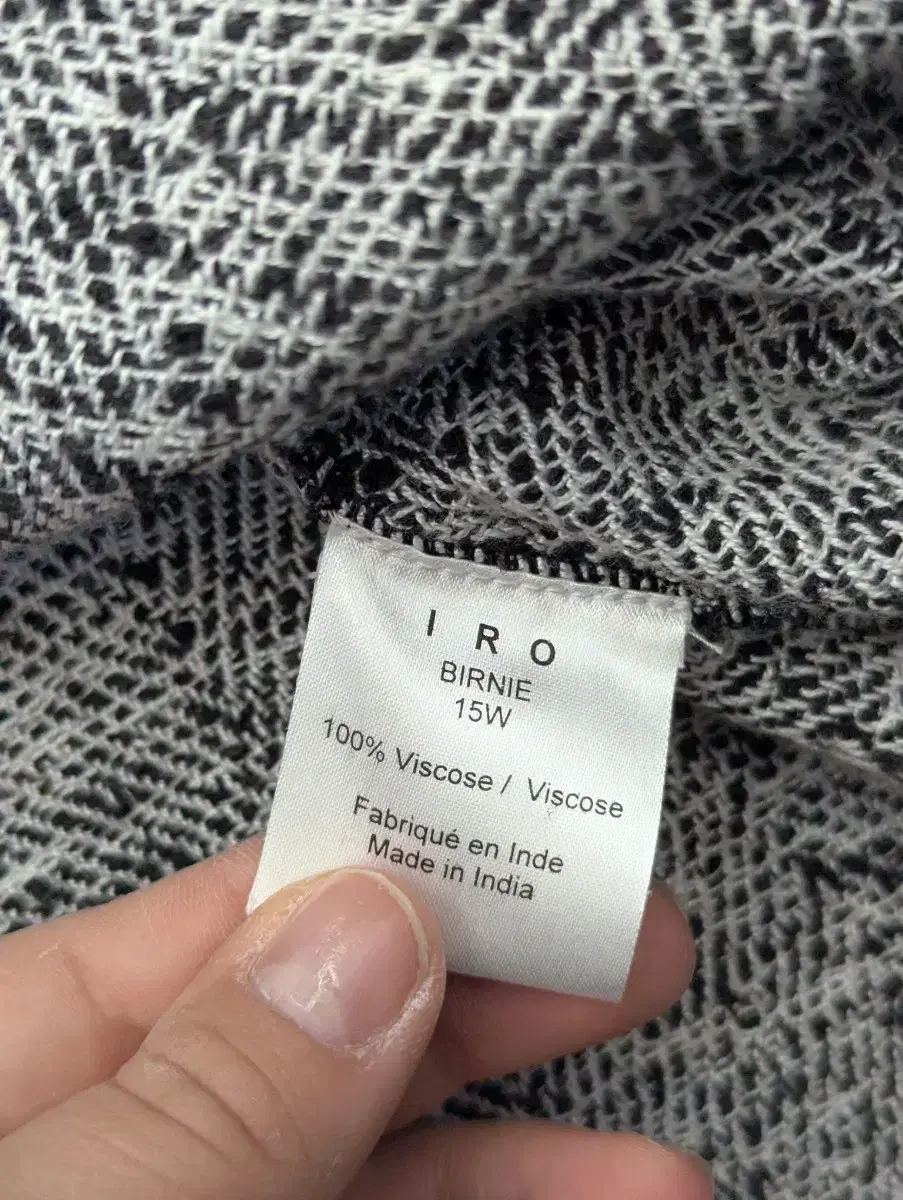 I R O
BIRNIE
15W
100% Viscose / Viscose
Fabriqué en Inde
Made in India